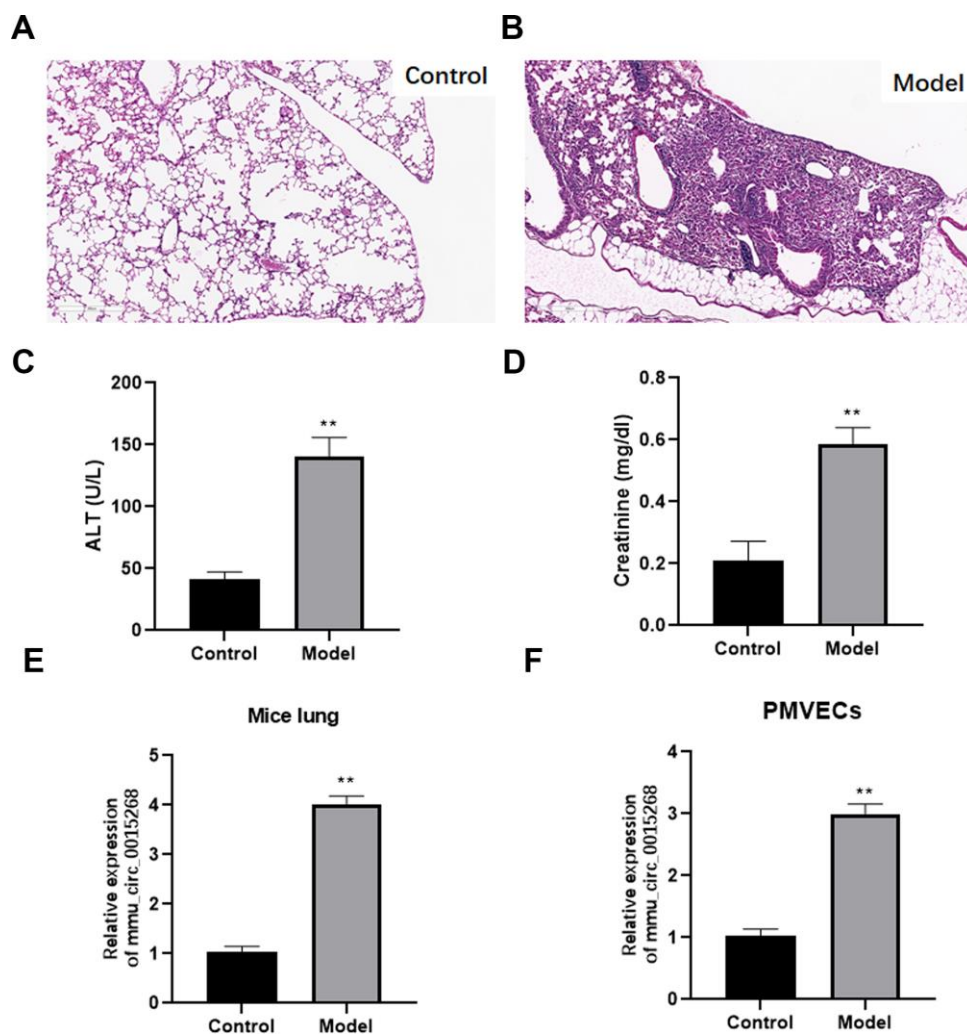 A
Control
B
Model
C
ALT (U/L)
200
150
100
50
0
**
Control
Model
D
Creatinine (mg/dl)
0.8
0.6
0.4
0.2
0.0
**
Control
Model
E
Mice lung
Relative expression
of mmu_circ_0015268
5
4
3
2
1
0
**
Control
Model
F
PMVECs
Relative expression
of mmu_circ_0015268
4
3
2
1
0
**
Control
Model